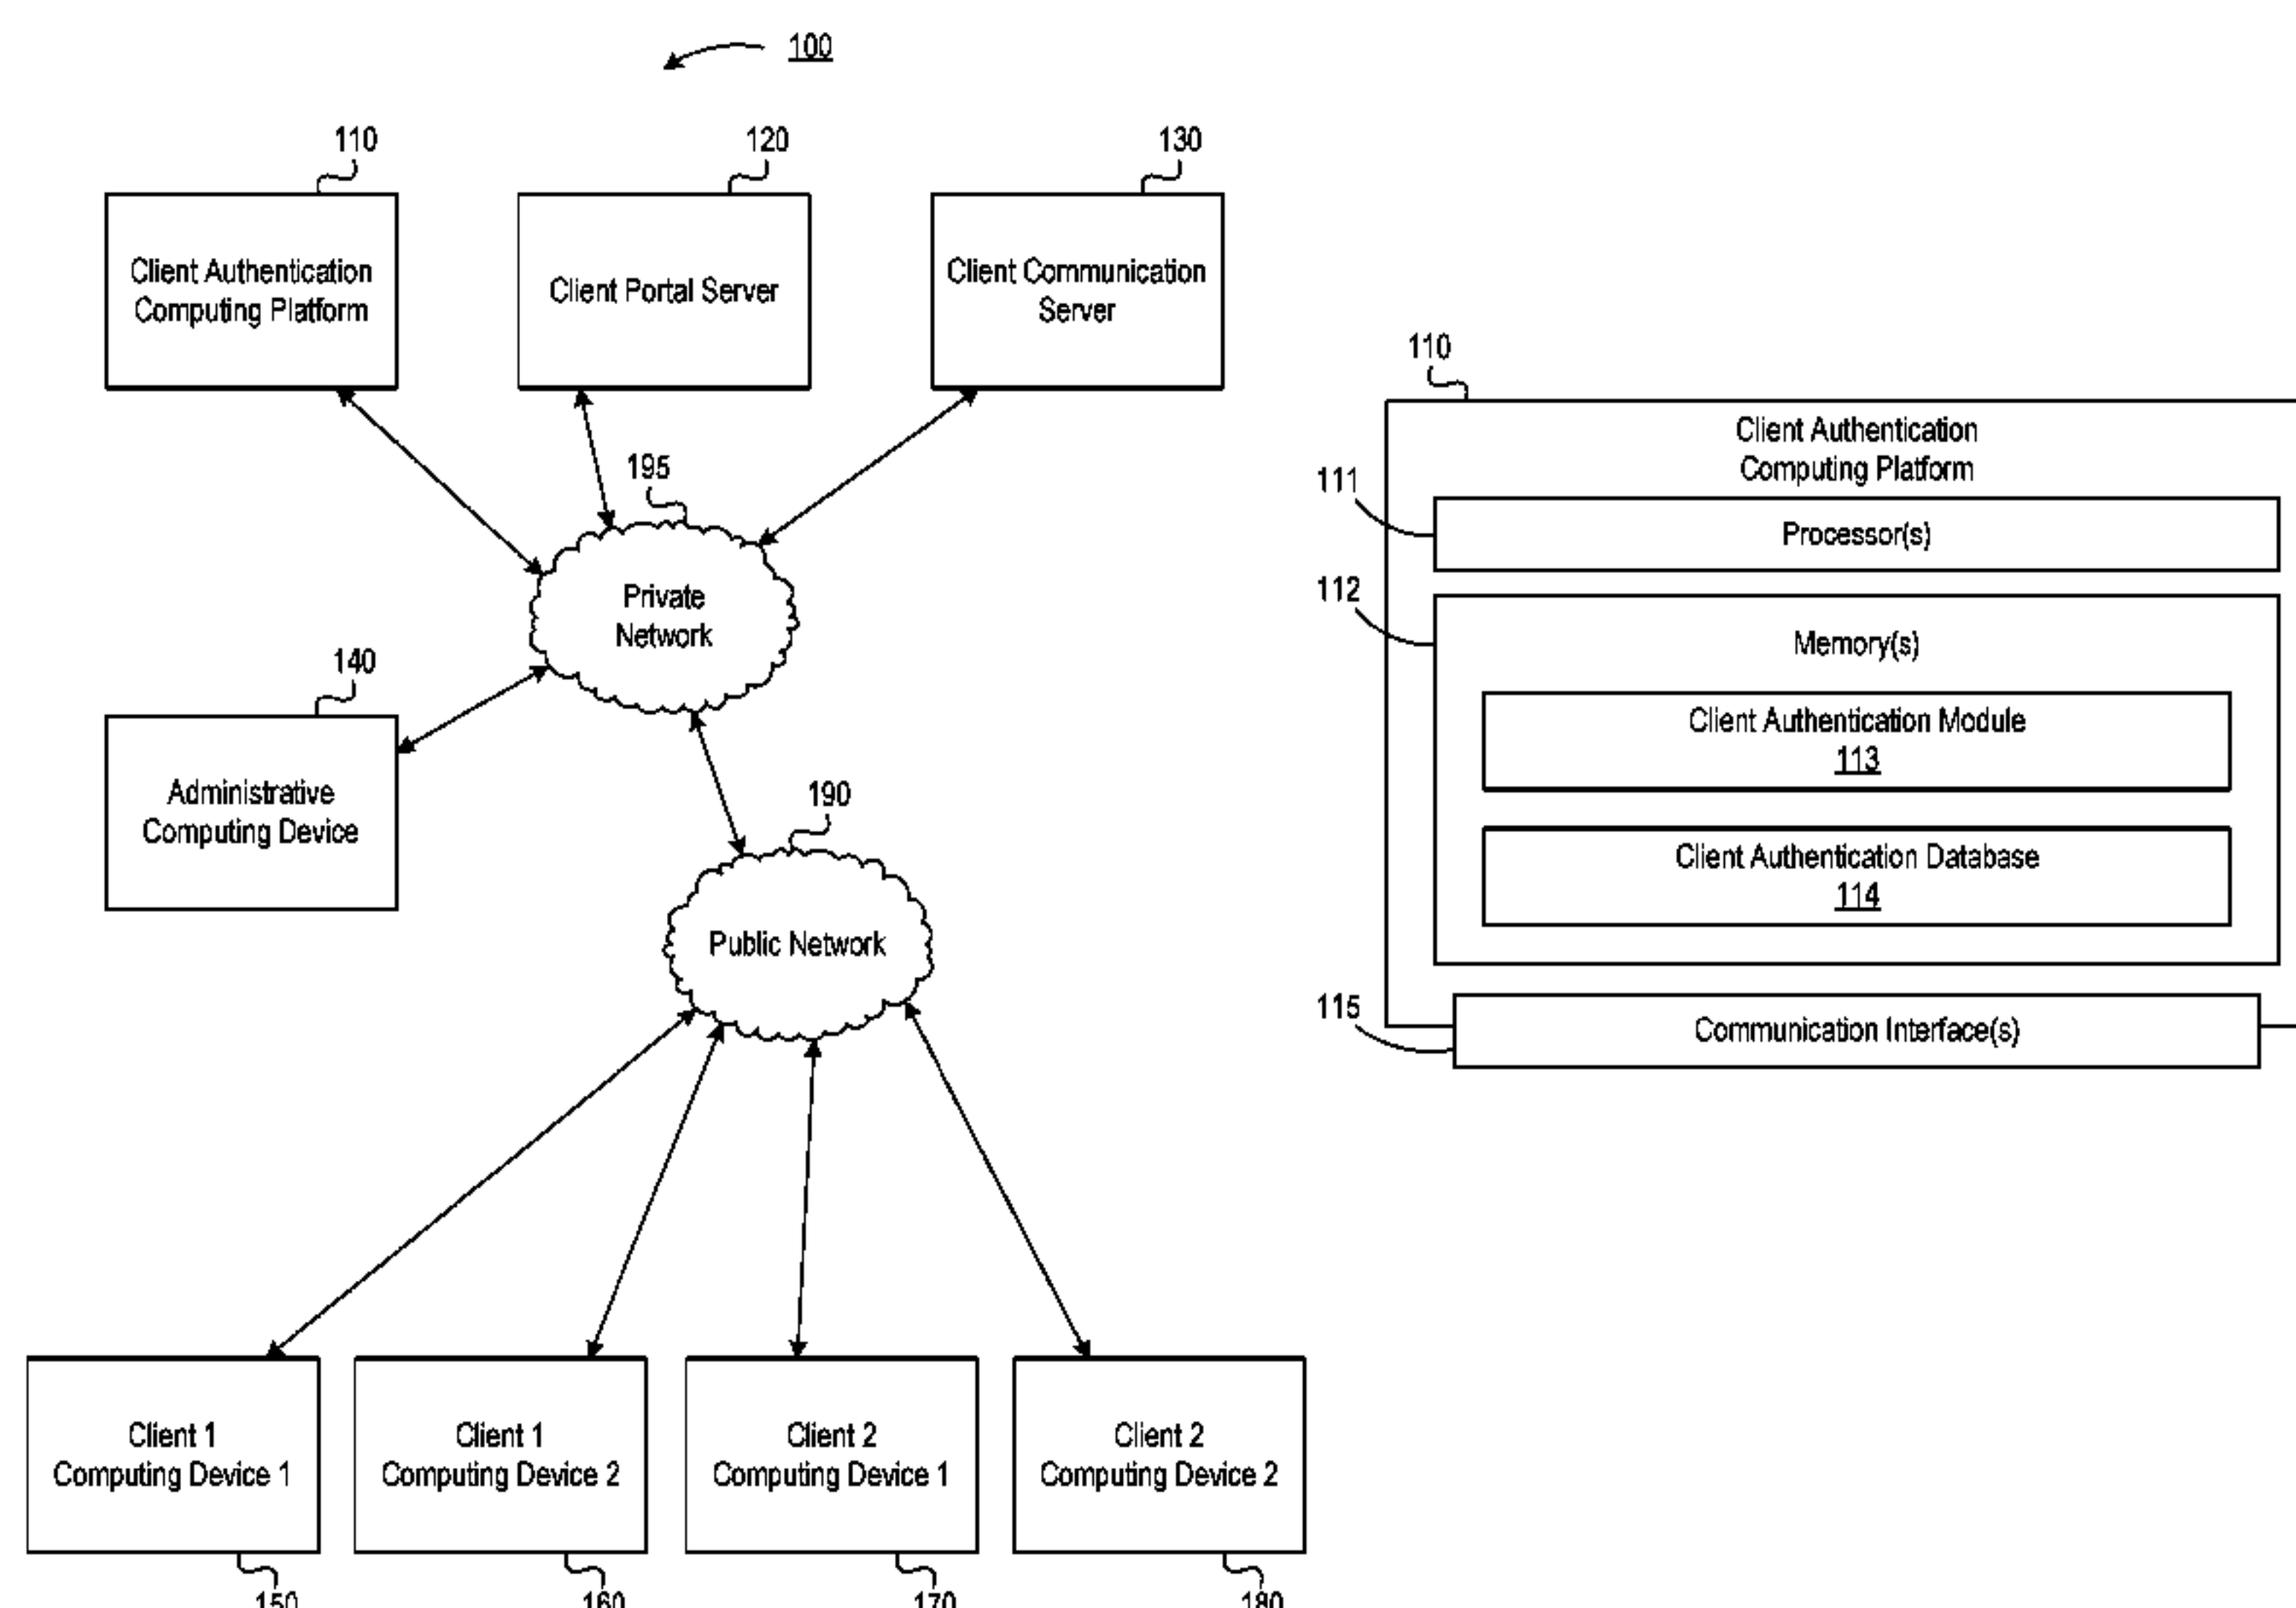 100
110
120
130
Client Authentication
Computing Platform
Client Portal Server
Client Communication
Server
195
Private
Network
140
Administrative
Computing Device
190
Public Network
Client 1
Computing Device 1
Client 1
Computing Device 2
Client 2
Computing Device 1
Client 2
Computing Device 2
150
160
170
180
110
Client Authentication
Computing Platform
111
Processor(s)
112
Memory(s)
Client Authentication Module
113
Client Authentication Database
114
115
Communication Interface(s)